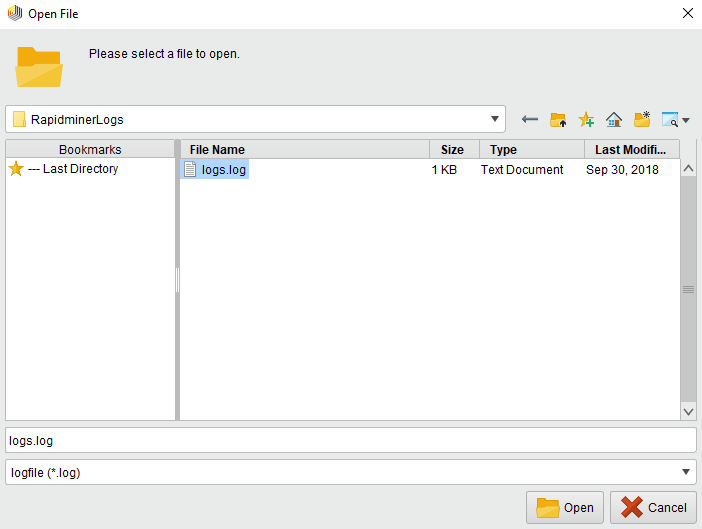 Open File
Please select a file to open.
RapidminerLogs
Bookmarks
File Name Size Type Last Modifi...
--- Last Directory
logs.log 1 KB Text Document Sep 30, 2018
logs.log
logfile (*.log)
Open Cancel